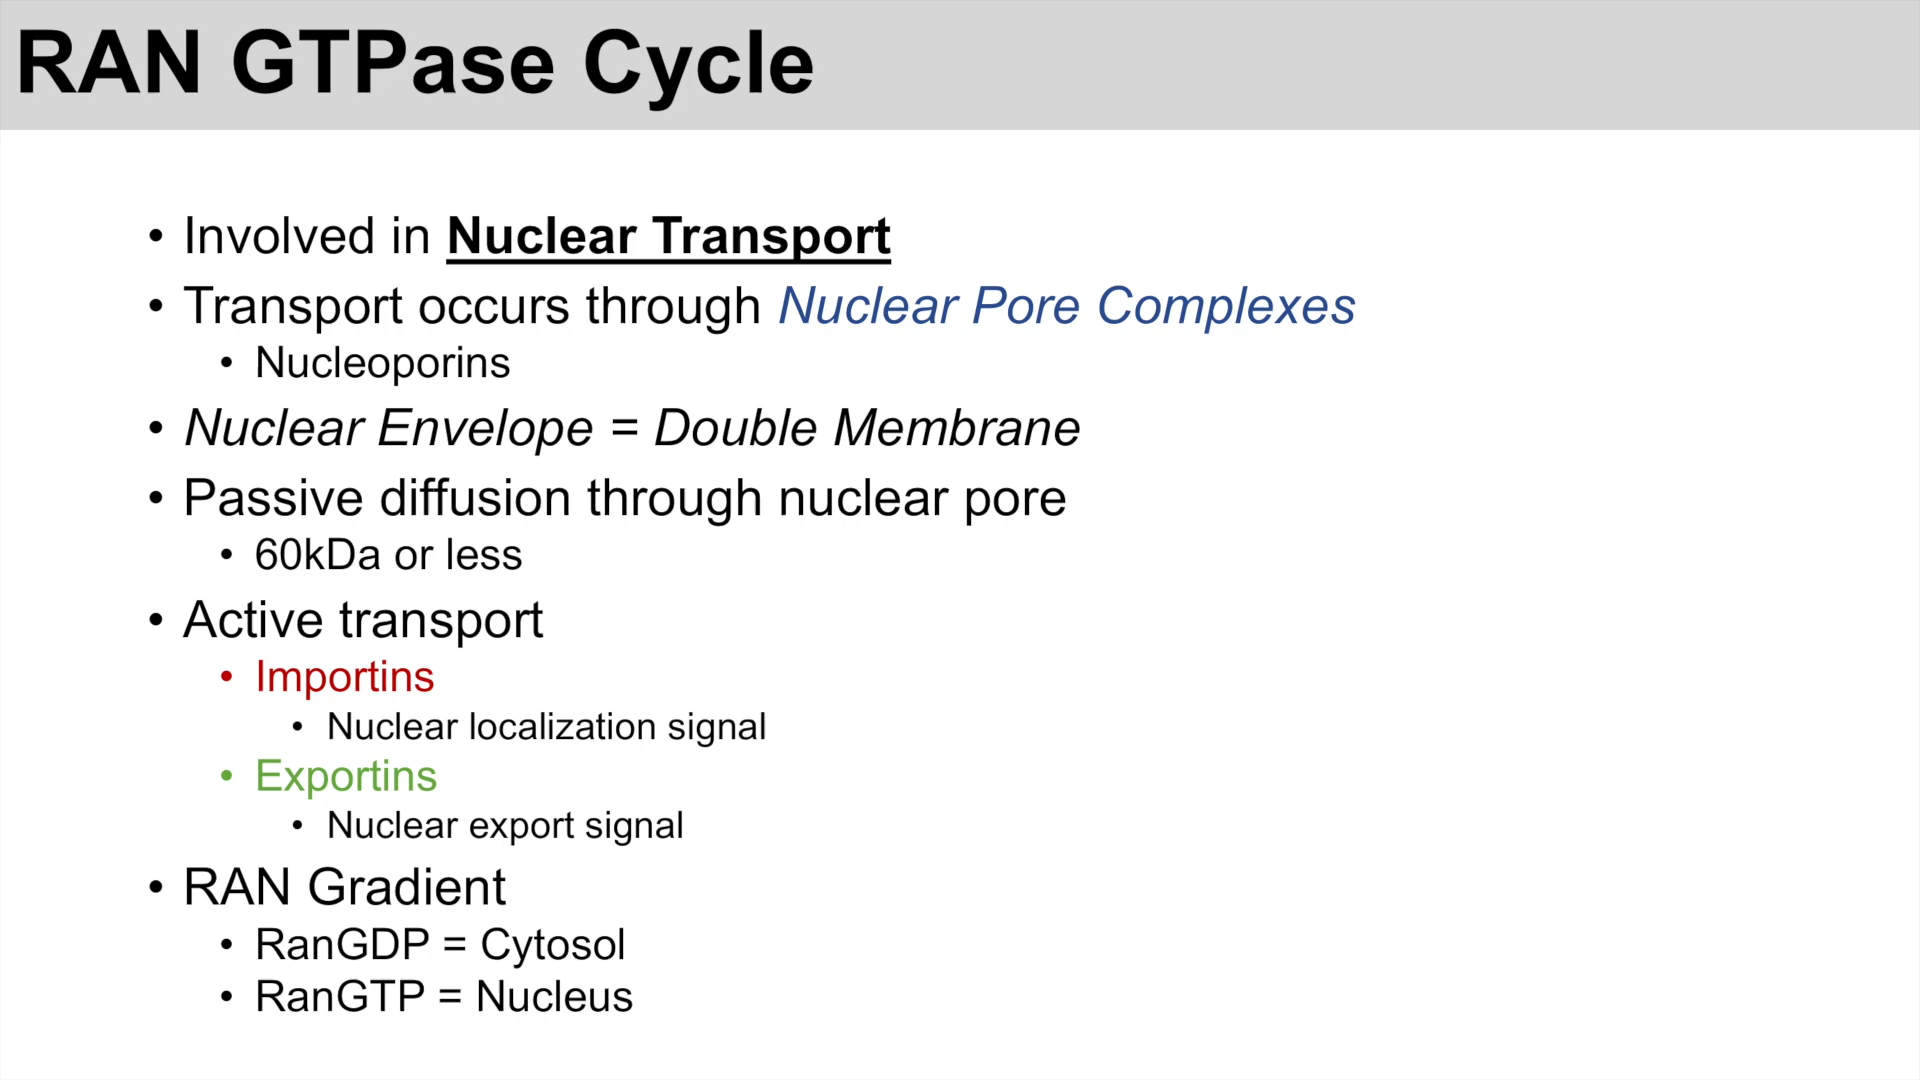 RAN GTPase Cycle
• Involved in Nuclear Transport
• Transport occurs through Nuclear Pore Complexes
• Nucleoporins
• Nuclear Envelope = Double Membrane
• Passive diffusion through nuclear pore
• 60kDa or less
• Active transport
• Importins
• Nuclear localization signal
• Exportins
• Nuclear export signal
• RAN Gradient
• RanGDP = Cytosol
• RanGTP = Nucleus